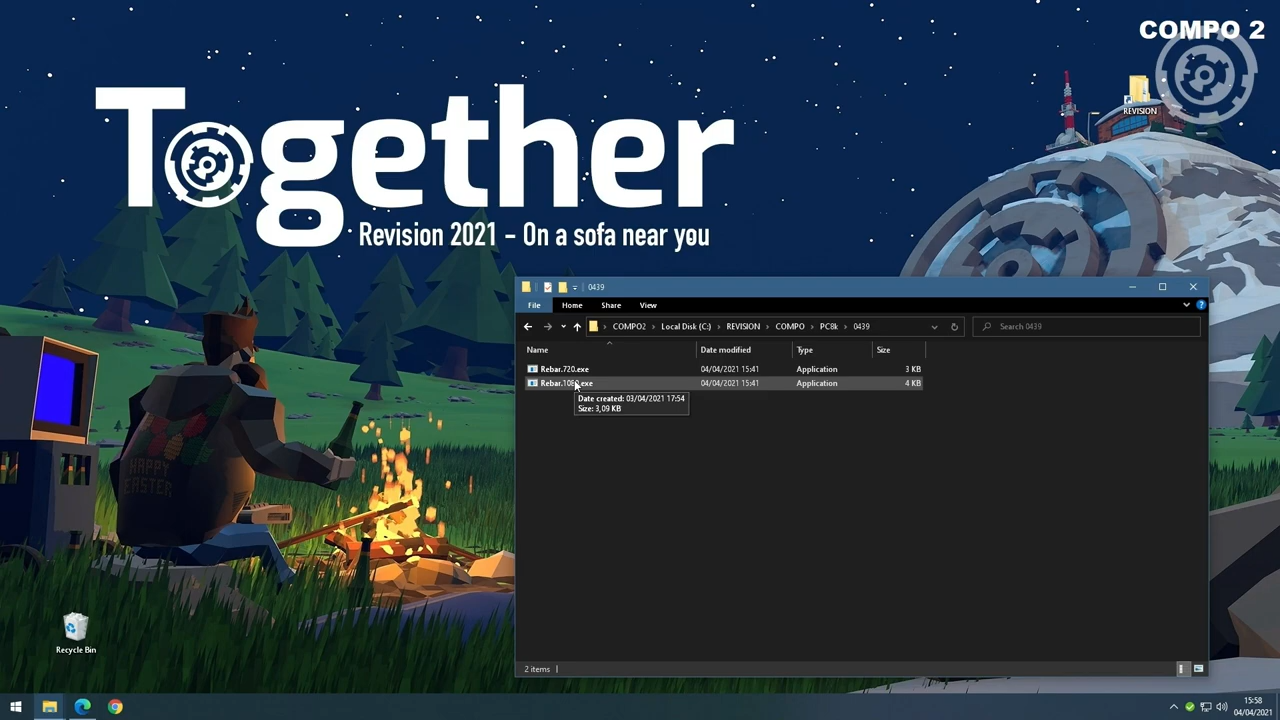 COMPO 2
REVISION
Together
Revision 2021 - On a sofa near you
HAPPY
EASTER
0439
File Home Share View
COMPO2 > Local Disk (C:) > REVISION > COMPO > PC8k > 0439
Search 0439
Name Date modified Type Size
Rebar.720.exe 04/04/2021 15:41 Application 3 KB
Rebar.1080.exe 04/04/2021 15:41 Application 4 KB
Date created: 03/04/2021 17:54
Size: 3,09 KB
2 items
Recycle Bin
15:58
04/04/2021